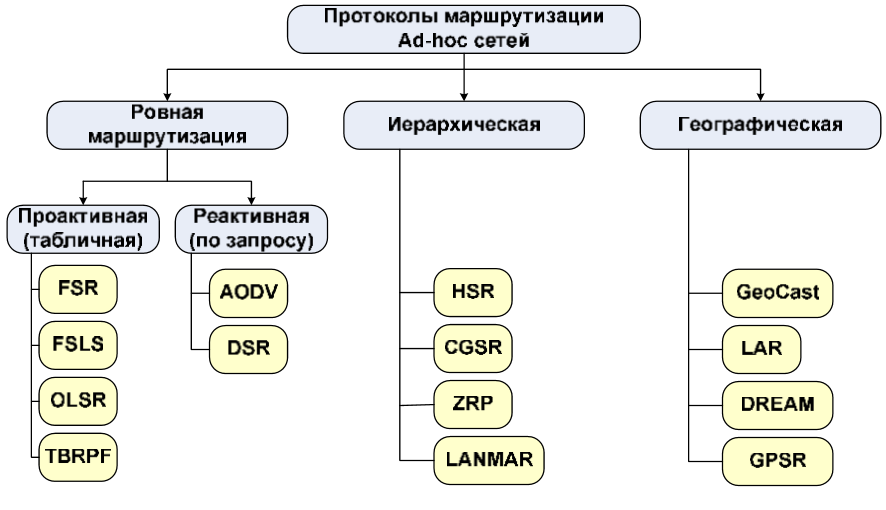 Протоколы маршрутизации
Ad-hoc сетей
Ровная
маршрутизация
Иерархическая
Географическая
Проактивная
(табличная)
Реактивная
(по запросу)
FSR
FSLS
OLSR
TBRPF
AODV
DSR
HSR
CGSR
ZRP
LANMAR
GeoCast
LAR
DREAM
GPSR